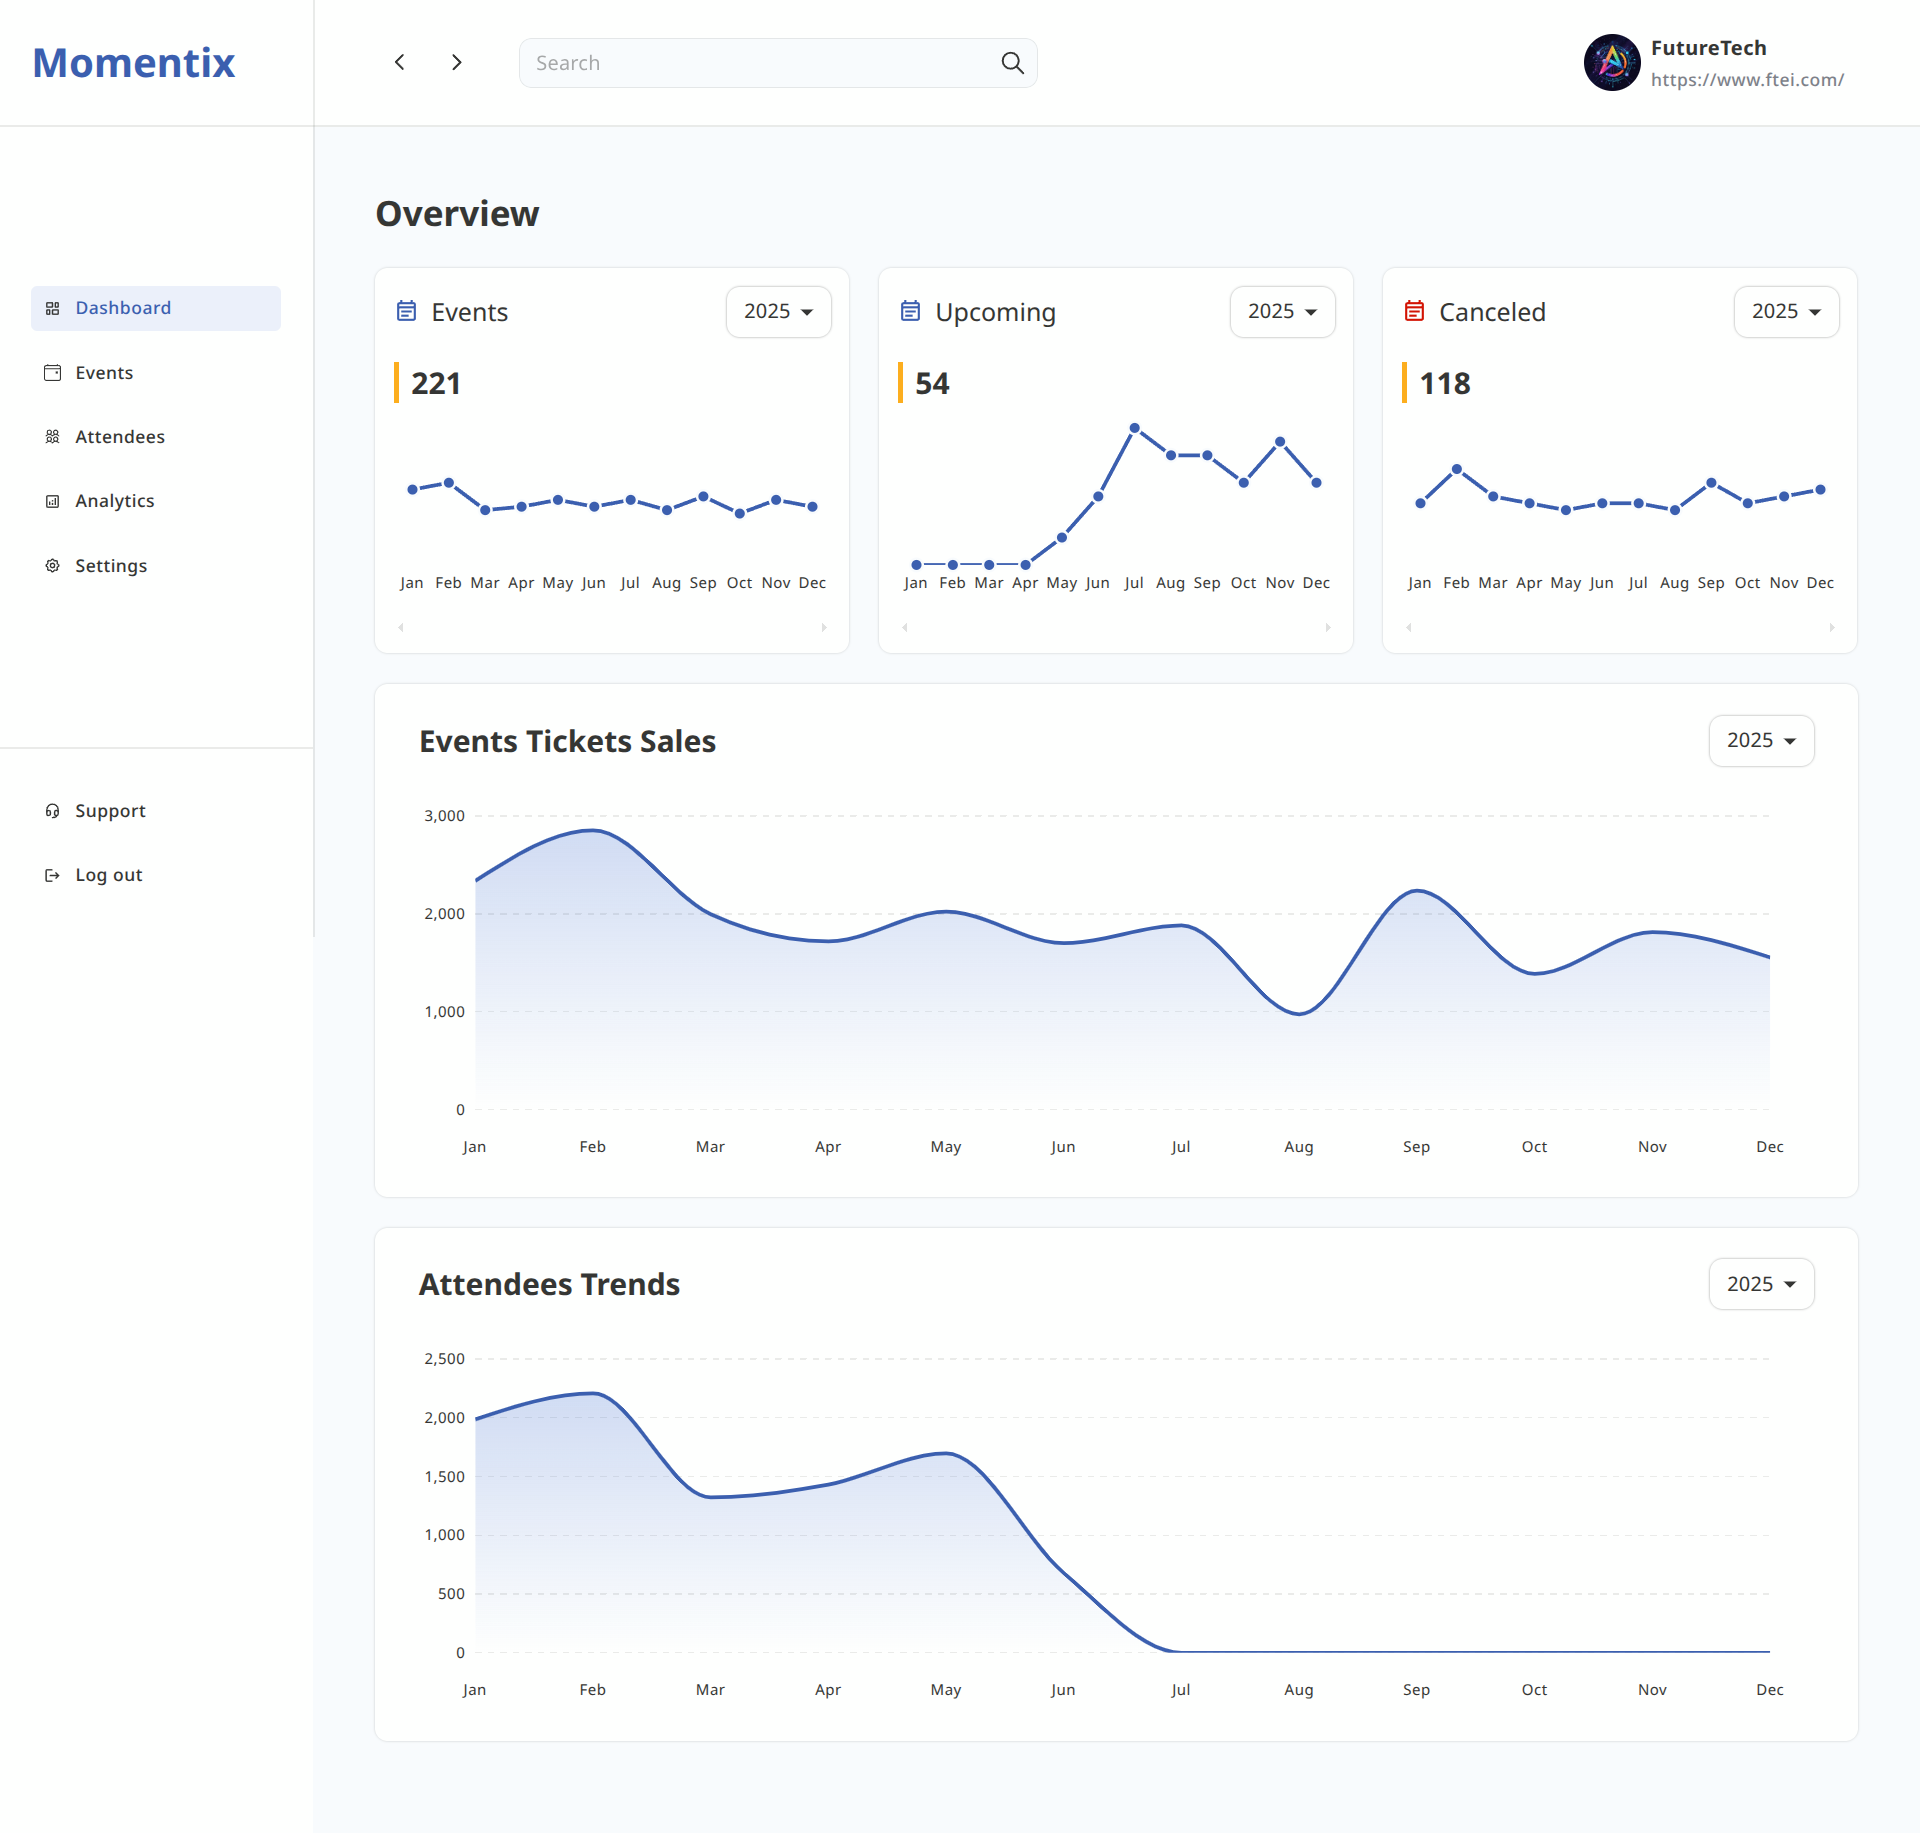 Momentix
Search
FutureTech
https://www.ftei.com/
Dashboard
Events
Attendees
Analytics
Settings
Support
Log out
Overview
Events
2025
221
Jan Feb Mar Apr May Jun Jul Aug Sep Oct Nov Dec
Upcoming
2025
54
Jan Feb Mar Apr May Jun Jul Aug Sep Oct Nov Dec
Canceled
2025
118
Jan Feb Mar Apr May Jun Jul Aug Sep Oct Nov Dec
Events Tickets Sales
2025
3,000
2,000
1,000
0
Jan Feb Mar Apr May Jun Jul Aug Sep Oct Nov Dec
Attendees Trends
2025
2,500
2,000
1,500
1,000
500
0
Jan Feb Mar Apr May Jun Jul Aug Sep Oct Nov Dec